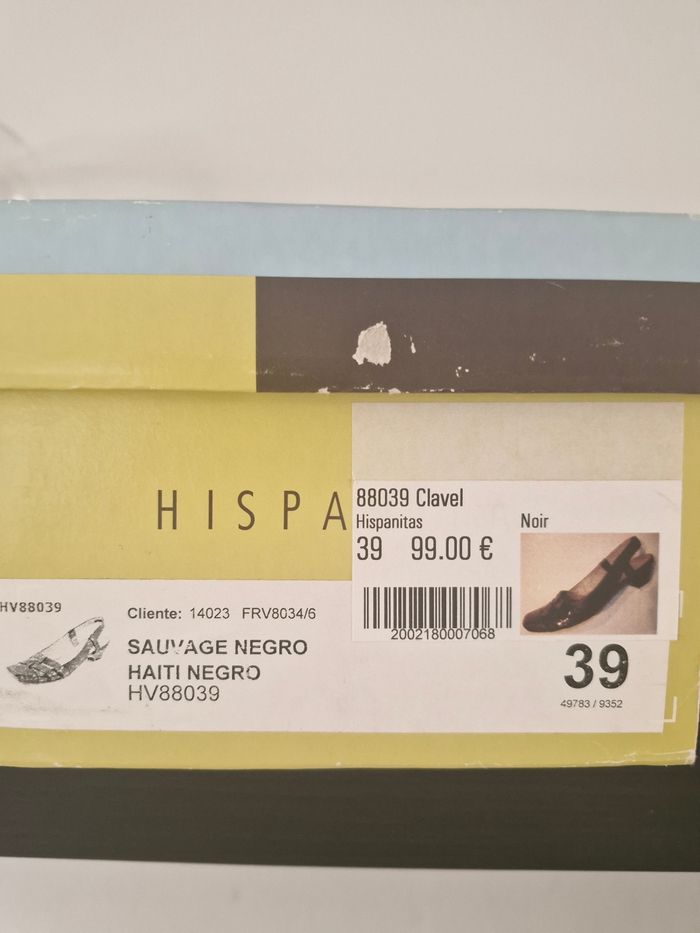 HISPA
88039 Clavel
Hispanitas
39 99.00 €
Noir
2002180007068
HV88039
Cliente: 14023 FRV8034/6
SAUVAGE NEGRO
HAITI NEGRO
HV88039
39
49783 / 9352